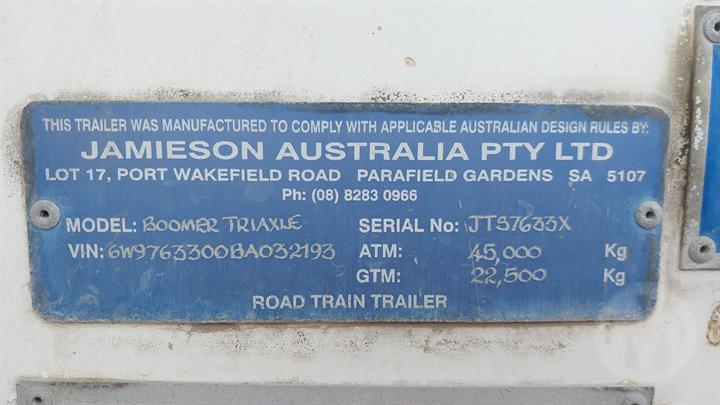 THIS TRAILER WAS MANUFACTURED TO COMPLY WITH APPLICABLE AUSTRALIAN DESIGN RULES BY:
JAMIESON AUSTRALIA PTY LTD
LOT 17, PORT WAKEFIELD ROAD PARAFIELD GARDENS SA 5107
Ph: (08) 8283 0966
MODEL: BOOMER TRIAXLE SERIAL No: JTS7633X
VIN: 6W9763300BA032193 ATM: 45,000 Kg
GTM: 22,500 Kg
ROAD TRAIN TRAILER